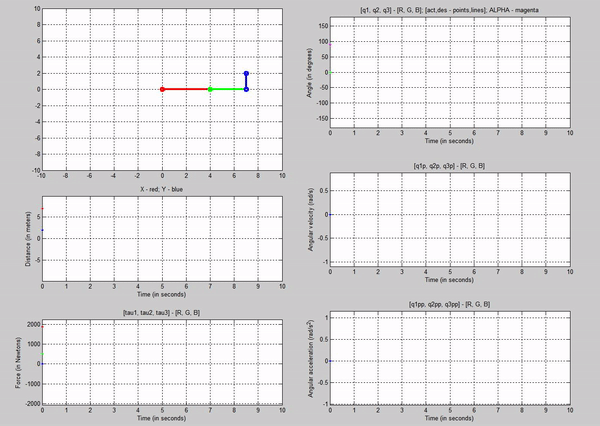 10
8
6
4
2
0
-2
-4
-6
-8
-10
-10 -8 -6 -4 -2 0 2 4 6 8 10
X - red; Y - blue
Distance (in meters)
5
0
-5
0 1 2 3 4 5 6 7 8 9 10
Time (in seconds)
[tau1, tau2, tau3] - [R, G, B]
Force (in Newtons)
2000
1000
0
-1000
-2000
0 1 2 3 4 5 6 7 8 9 10
Time (in seconds)
[q1, q2, q3] - [R, G, B]; [act,des - points,lines]; ALPHA - magenta
Angle (in degrees)
150
100
50
0
-50
-100
-150
0 1 2 3 4 5 6 7 8 9 10
Time (in seconds)
[q1p, q2p, q3p] - [R, G, B]
Angular velocity (rad/s)
0.5
0
-0.5
-1
0 1 2 3 4 5 6 7 8 9 10
Time (in seconds)
[q1pp, q2pp, q3pp] - [R, G, B]
Angular acceleration (rad/s²)
1
0.5
0
-0.5
-1
0 1 2 3 4 5 6 7 8 9 10
Time (in seconds)